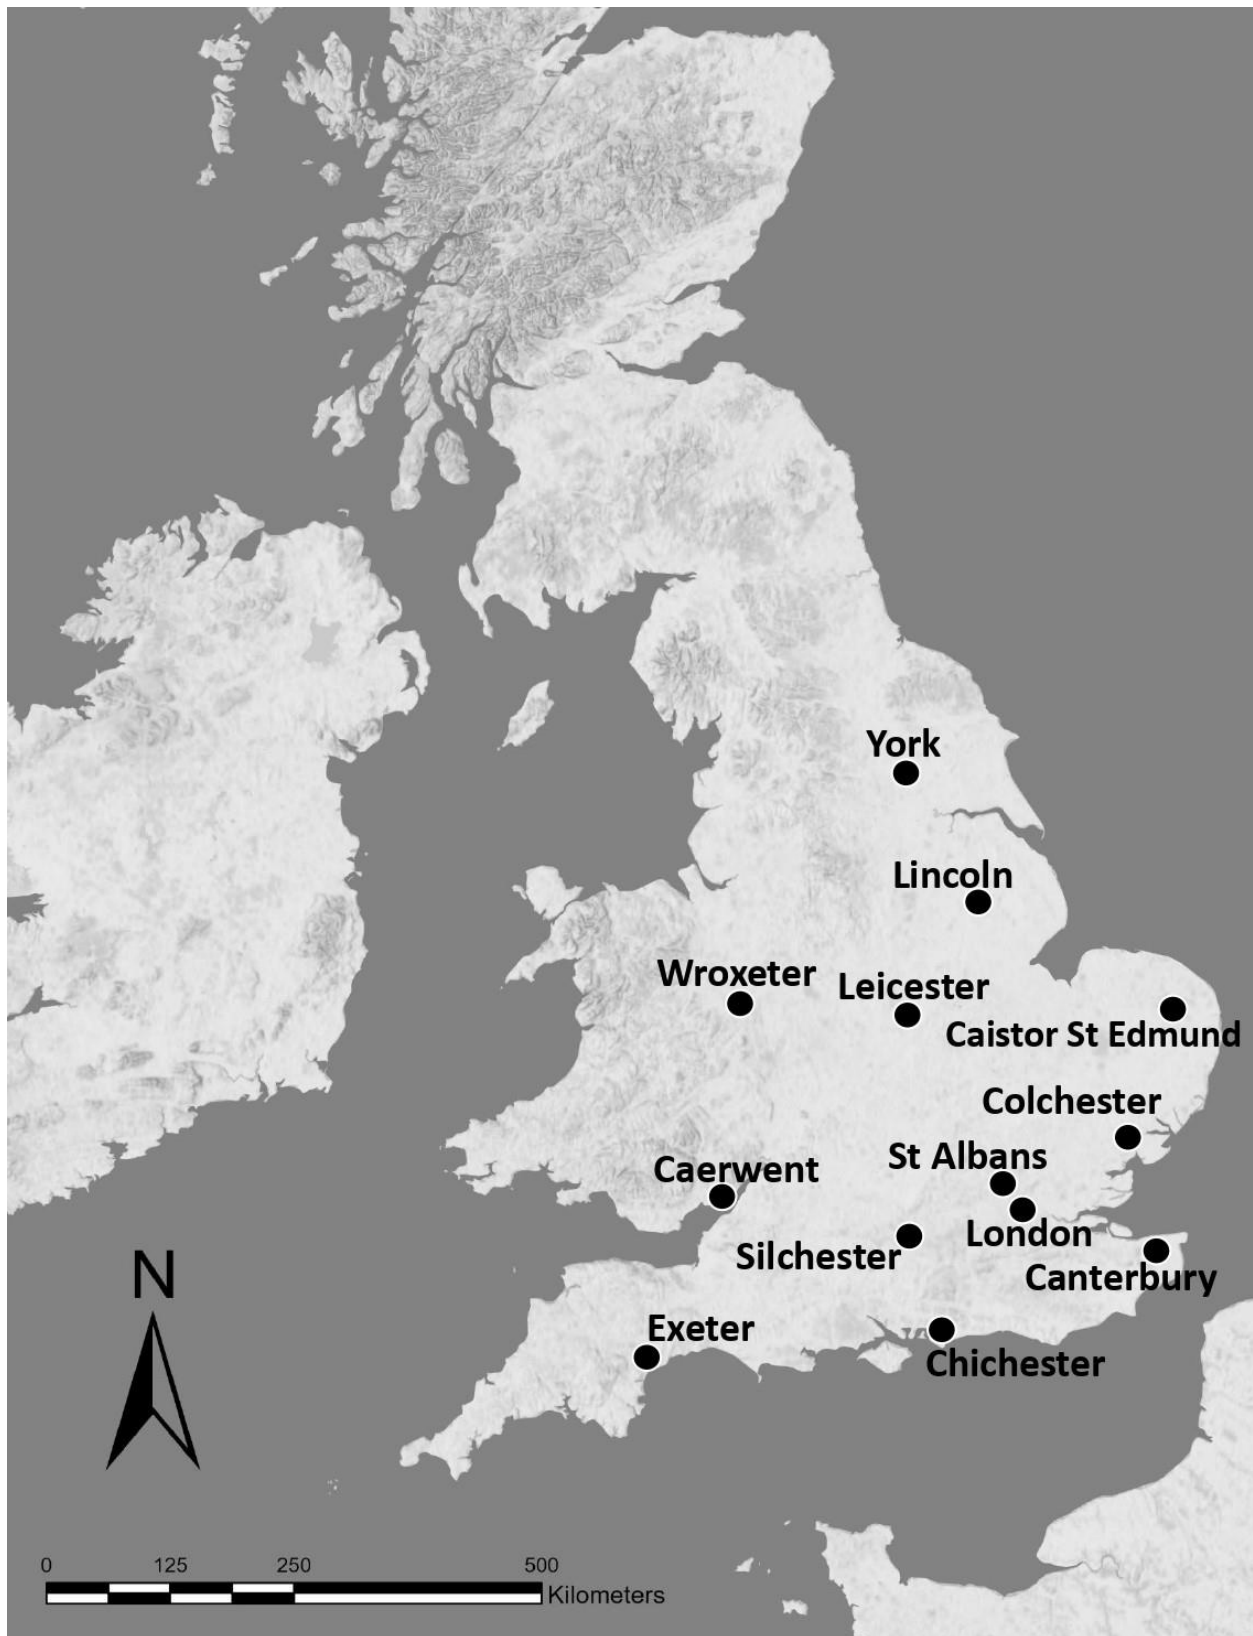 York
Lincoln
Wroxeter
Leicester
Caistor St Edmund
Colchester
St Albans
Caerwent
London
Silchester
Canterbury
N
Exeter
Chichester
0 125 250 500
Kilometers